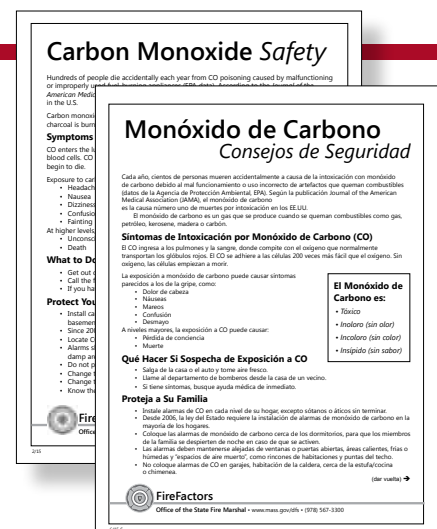 Carbon Monoxide Safety
Hundreds of people die accidentally each year from CO poisoning caused by malfunctioning
or improperly used fuel-burning appliances (EPA data). According to the Journal of the
American Medic
in the U.S.
Carbon monoxi
charcoal is burn
Symptoms
CO enters the lu
blood cells. CO
begin to die.
Exposure to car
• Headach
• Nausea
• Dizziness
• Confusio
• Fainting
At higher levels,
• Unconsc
• Death
What to Do
• Get out o
• Call the f
• If you ha
Protect You
• Install ca
basemen
• Since 200
• Locate C
• Alarms s
damp are
• Do not p
• Change t
• Change t
• Know the
Fire
Office
2/15
Monóxido de Carbono
Consejos de Seguridad
Cada año, cientos de personas mueren accidentalmente a causa de la intoxicación con monóxido
de carbono debido al mal funcionamiento o uso incorrecto de artefactos que queman combustibles
(datos de la Agencia de Protección Ambiental, EPA). Según la publicación Journal of the American
Medical Association (JAMA), el monóxido de carbono
es la causa número uno de muertes por intoxicación en los EE.UU.
El monóxido de carbono es un gas que se produce cuando se queman combustibles como gas,
petróleo, kerosene, madera o carbón.
Síntomas de Intoxicación por Monóxido de Carbono (CO)
El CO ingresa a los pulmones y la sangre, donde compite con el oxígeno que normalmente
transportan los glóbulos rojos. El CO se adhiere a las células 200 veces más fácil que el oxígeno. Sin
oxígeno, las células empiezan a morir.
La exposición a monóxido de carbono puede causar síntomas
parecidos a los de la gripe, como:
• Dolor de cabeza
• Náuseas
• Mareos
• Confusión
• Desmayo
A niveles mayores, la exposición a CO puede causar:
• Pérdida de conciencia
• Muerte
El Monóxido de
Carbono es:
• Tóxico
• Inoloro (sin olor)
• Incoloro (sin color)
• Insípido (sin sabor)
Qué Hacer Si Sospecha de Exposición a CO
• Salga de la casa o el auto y tome aire fresco.
• Llame al departamento de bomberos desde la casa de un vecino.
• Si tiene síntomas, busque ayuda médica de inmediato.
Proteja a Su Familia
• Instale alarmas de CO en cada nivel de su hogar, excepto sótanos o áticos sin terminar.
• Desde 2006, la ley del Estado requiere la instalación de alarmas de monóxido de carbono en la
mayoría de los hogares.
• Coloque las alarmas de monóxido de carbono cerca de los dormitorios, para que los miembros
de la familia se despierten de noche en caso de que se activen.
• Las alarmas deben mantenerse alejadas de ventanas o puertas abiertas, áreas calientes, frías o
húmedas y "espacios de aire muerto", como rincones de habitaciones y puntas del techo.
• No coloque alarmas de CO en garajes, habitación de la caldera, cerca de la estufa/cocina
o chimenea.
(dar vuelta) ➔
FireFactors
Office of the State Fire Marshal • www.mass.gov/dfs • (978) 567-3300